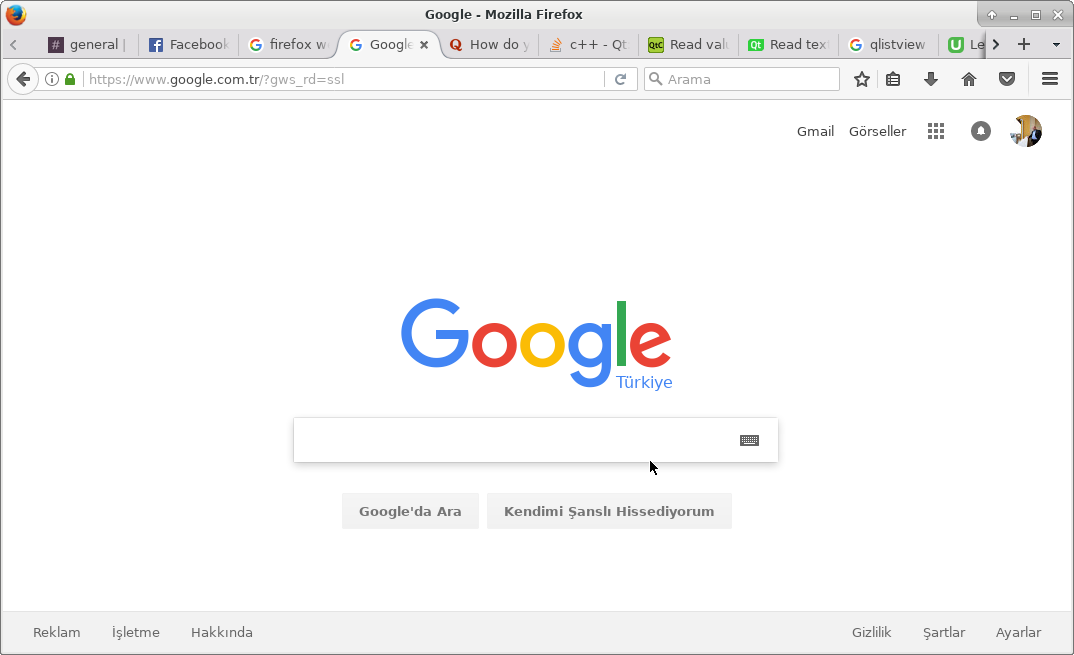 Google - Mozilla Firefox
# general
Facebook
firefox w
Google
How do y
c++ - Qt
Read val
Read text
qlistview
Le
https://www.google.com.tr/?gws_rd=ssl
Arama
Gmail Görseller
Google
Türkiye
Google'da Ara Kendimi Şanslı Hissediyorum
Reklam İşletme Hakkında Gizlilik Şartlar Ayarlar